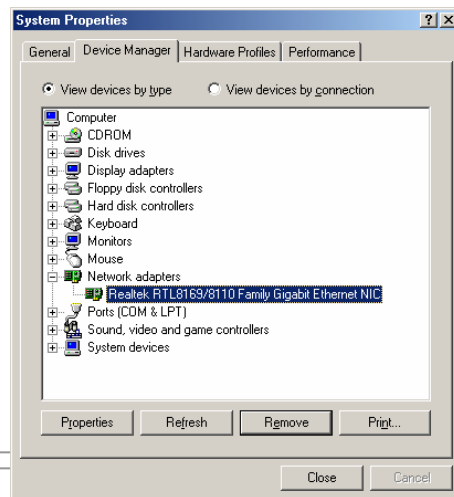 System Properties
General Device Manager Hardware Profiles Performance
View devices by type View devices by connection
Computer
CDROM
Disk drives
Display adapters
Floppy disk controllers
Hard disk controllers
Keyboard
Monitors
Mouse
Network adapters
Realtek RTL8169/8110 Family Gigabit Ethernet NIC
Ports (COM & LPT)
Sound, video and game controllers
System devices
Properties Refresh Remove Print...
Close Cancel